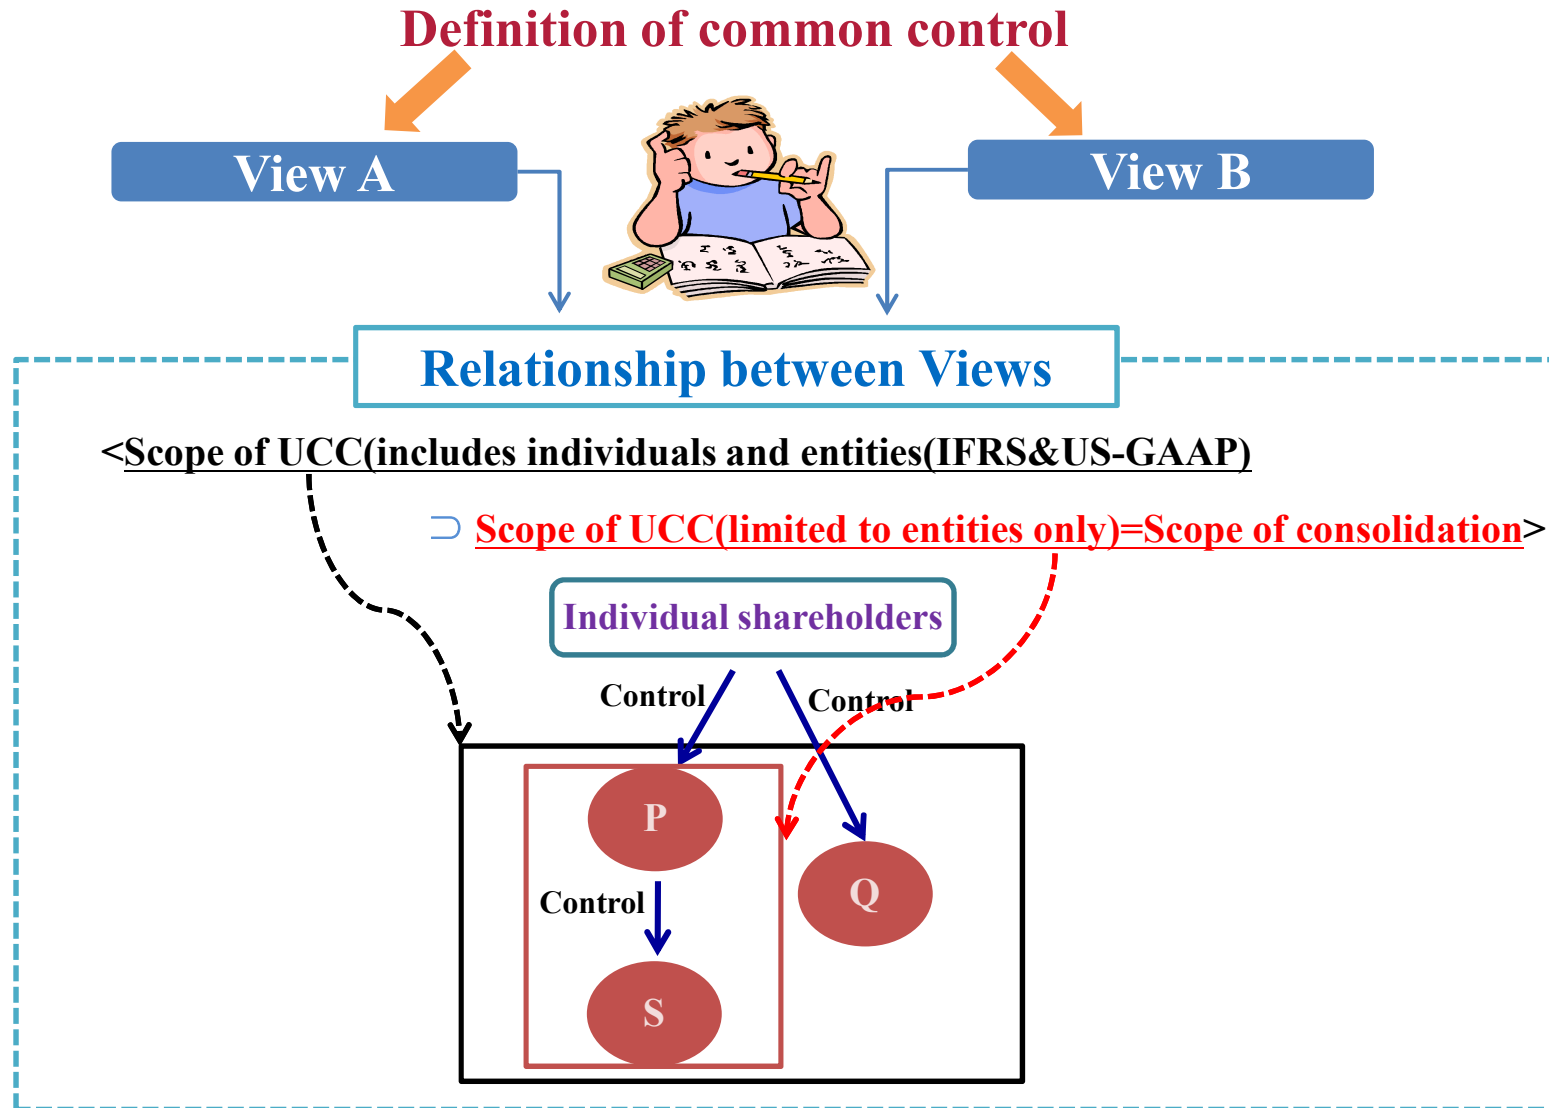 Definition of common control
View A
View B
Relationship between Views
<Scope of UCC(includes individuals and entities(IFRS&US-GAAP)
⊃ Scope of UCC(limited to entities only)=Scope of consolidation>
Individual shareholders
Control
Control
P
Q
Control
S